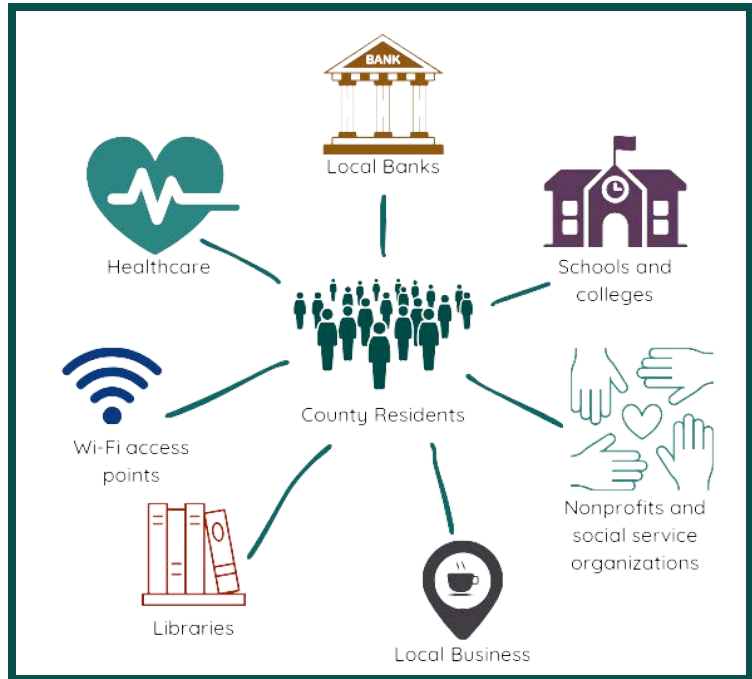 BANK
Local Banks
Healthcare
Schools and
colleges
County Residents
Wi-Fi access
points
Nonprofits and
social service
organizations
Libraries
Local Business